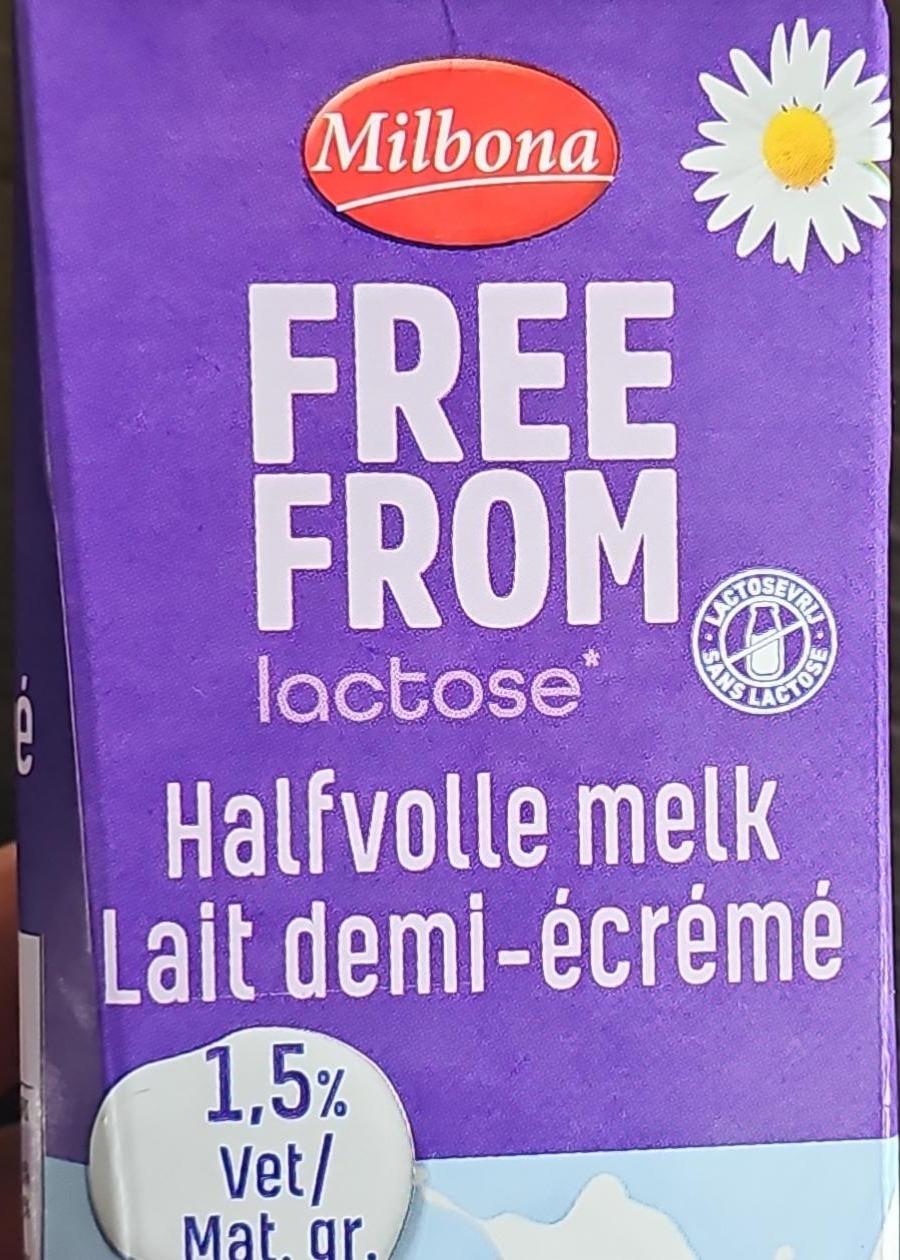 Milbona
FREE
FROM
lactose*
LACTOSEVRIJ
SANS LACTOSE
Halfvolle melk
Lait demi-écrémé
1,5%
Vet/
Mat. gr.